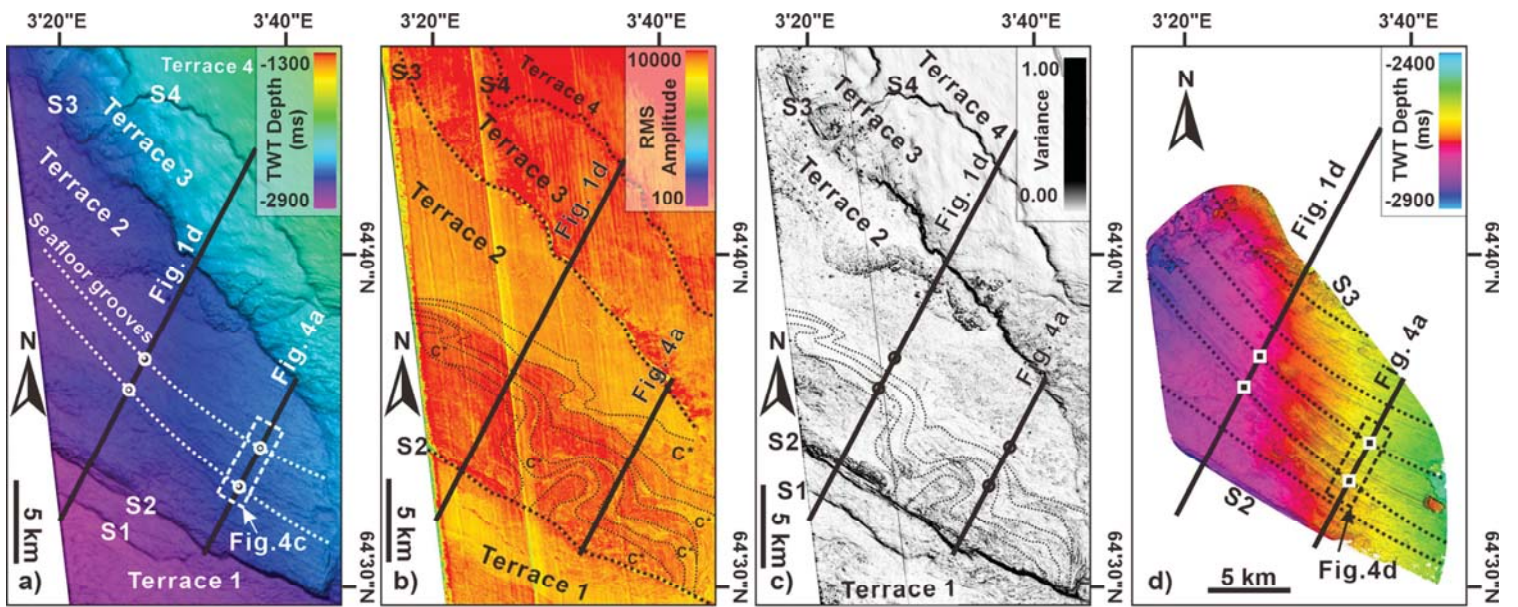 3'20"E
3'40"E
3'20"E
3'40"E
3'20"E
3'40"E
3'20"E
3'40"E
Terrace 4
S4
S3
Terrace 3
Terrace 2
Seafloor grooves
-1300
TWT Depth
(ms)
-2900
Fig. 1d
Fig. 4a
N
5 km
S2
S1
Fig.4c
Terrace 1
a)
S3
S4
Terrace 4
Terrace 3
Terrace 2
10000
RMS
Amplitude
100
Fig. 1d
Fig. 4a
64'40"N
N
C*
C*
C*
C*
C*
C*
S2
5 km
Terrace 1
64'30"N
b)
S3
S4
Terrace 4
Terrace 3
Terrace 2
1.00
Variance
0.00
Fig. 1d
Fig. 4a
64'40"N
N
S2
S1
5 km
Terrace 1
64'30"N
c)
-2400
TWT Depth
(ms)
-2900
N
Fig. 1d
S3
Fig. 4a
64'40"N
S2
5 km
Fig.4d
64'30"N
d)